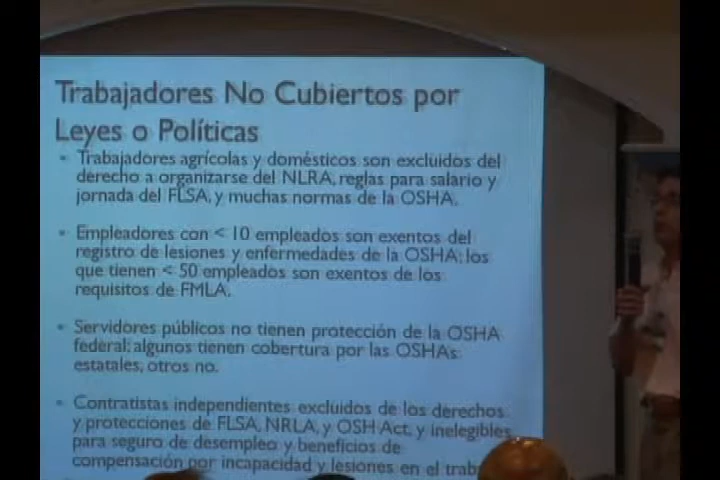 Trabajadores No Cubiertos por
Leyes o Políticas
• Trabajadores agrícolas y domésticos son excluidos del
derecho a organizarse del NLRA, reglas para salario y
jornada del FLSA, y muchas normas de la OSHA.
• Empleadores con < 10 empleados son exentos del
registro de lesiones y enfermedades de la OSHA; los
que tienen < 50 empleados son exentos de los
requisitos de FMLA.
• Servidores públicos no tienen protección de la OSHA
federal; algunos tienen cobertura por las OSHAs
estatales, otros no.
• Contratistas independientes excluidos de los derechos
y protecciones de FLSA, NRLA, y OSH Act, y inelegibles
para seguro de desempleo y beneficios de
compensación por incapacidad y lesiones en el trab